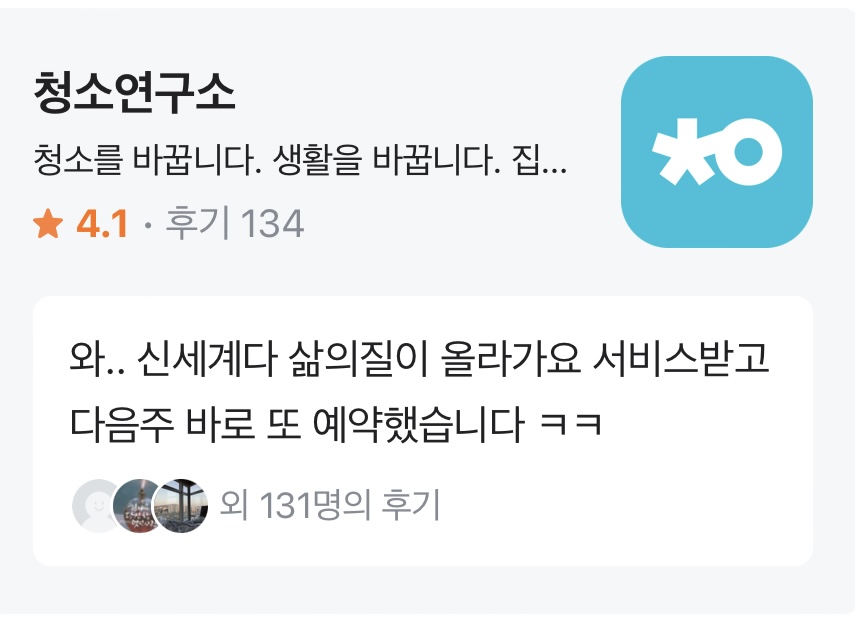 청소연구소
청소를 바꿉니다. 생활을 바꿉니다. 집...
4.1 · 후기 134
와.. 신세계다 삶의질이 올라가요 서비스받고
다음주 바로 또 예약했습니다 ㅋㅋ
외 131명의 후기